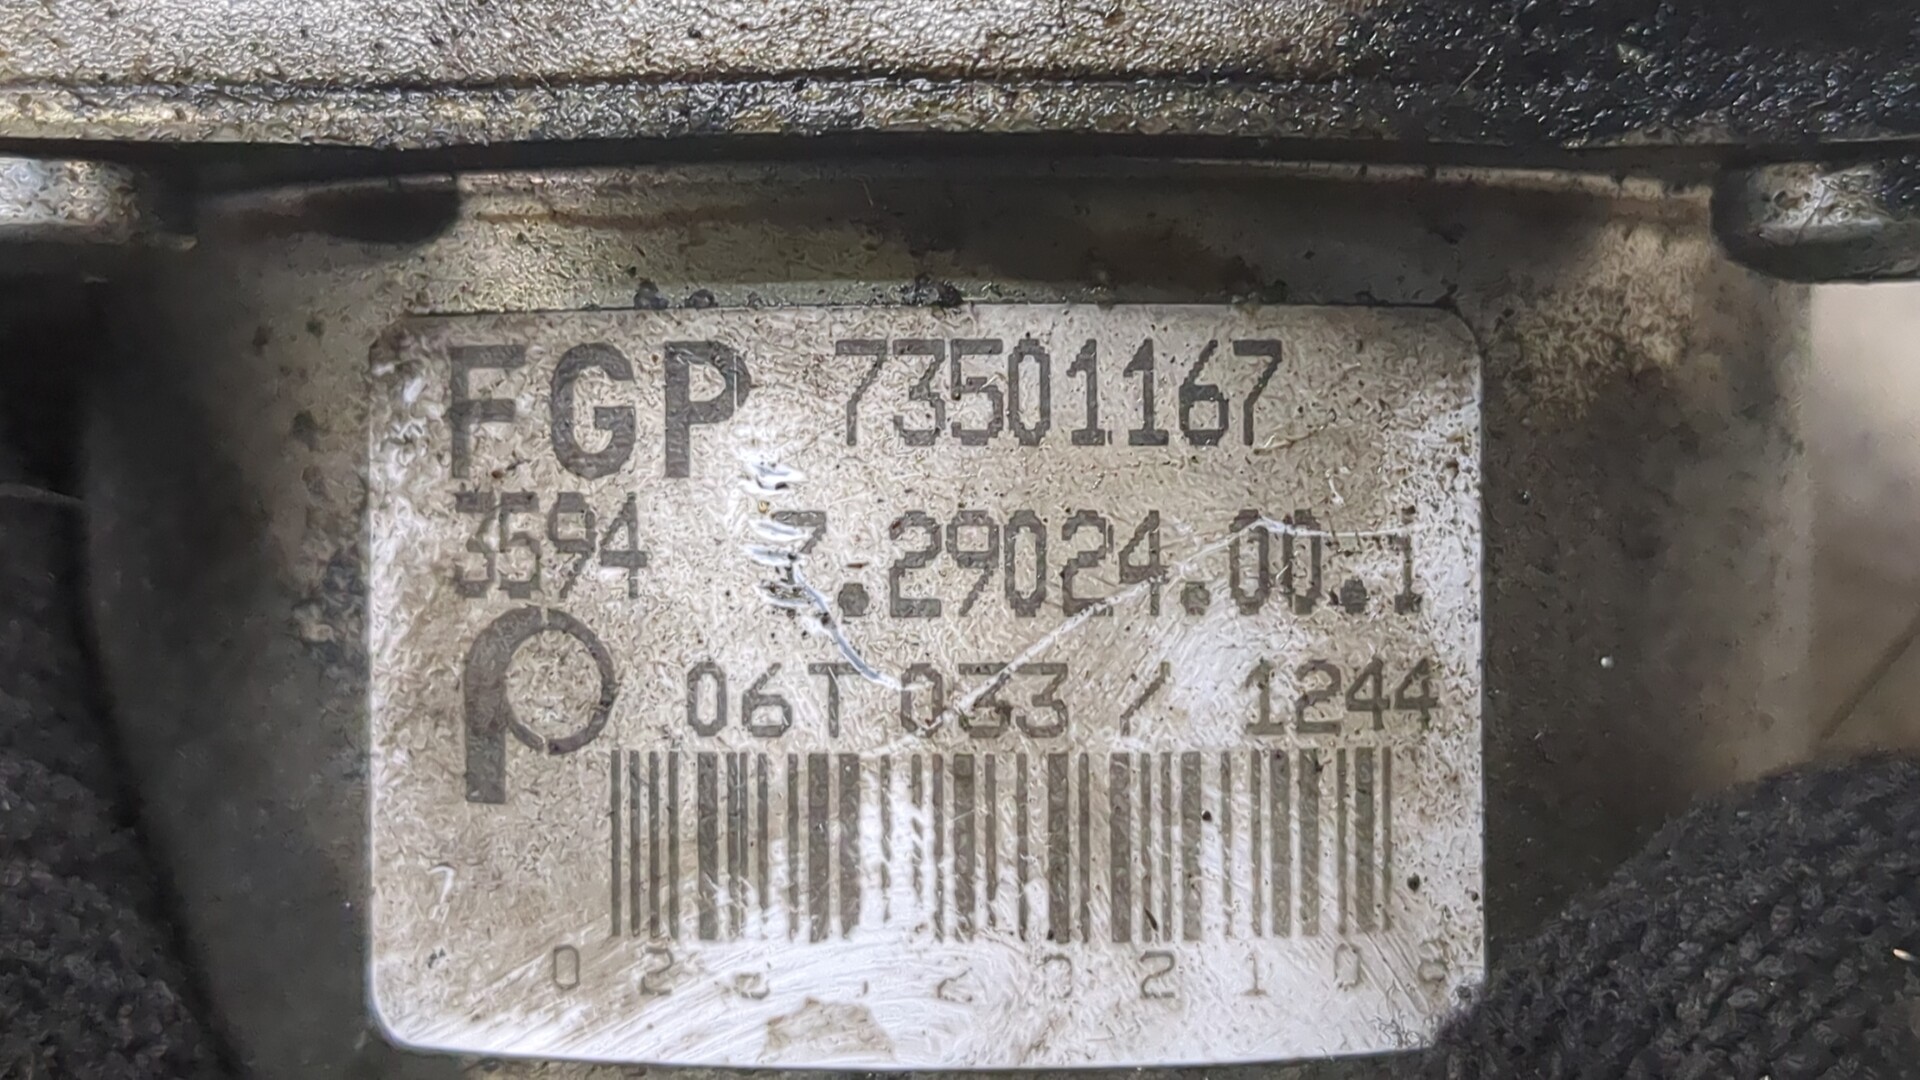 FGP 73501167
3594 7.29024.00.1
06T 033 / 1244